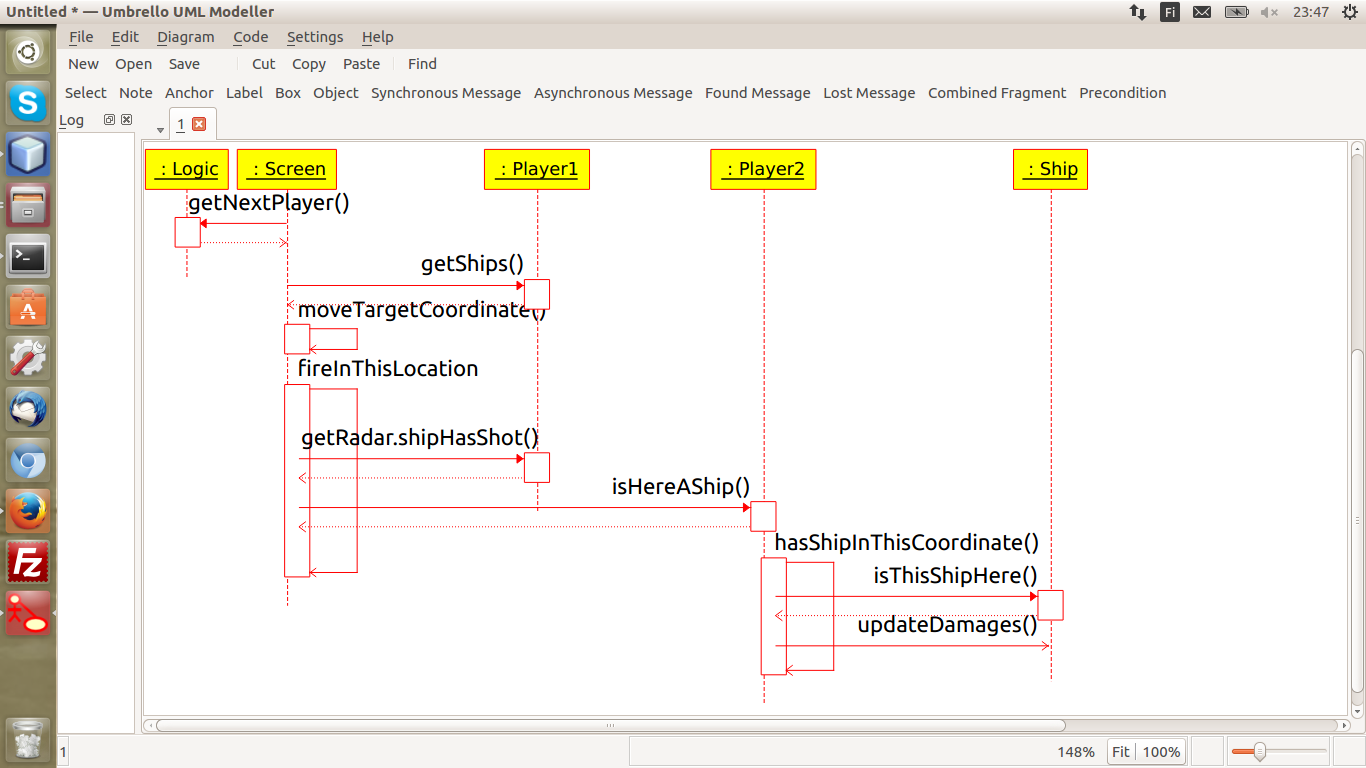 Untitled * — Umbrello UML Modeller
Fi
23:47
File Edit Diagram Code Settings Help
New Open Save Cut Copy Paste Find
Select Note Anchor Label Box Object Synchronous Message Asynchronous Message Found Message Lost Message Combined Fragment Precondition
Log
1
: Logic : Screen : Player1 : Player2 : Ship
getNextPlayer()
getShips()
moveTargetCoordinate()
fireInThisLocation
getRadar.shipHasShot()
isHereAShip()
hasShipInThisCoordinate()
isThisShipHere()
updateDamages()
1
148% Fit 100%